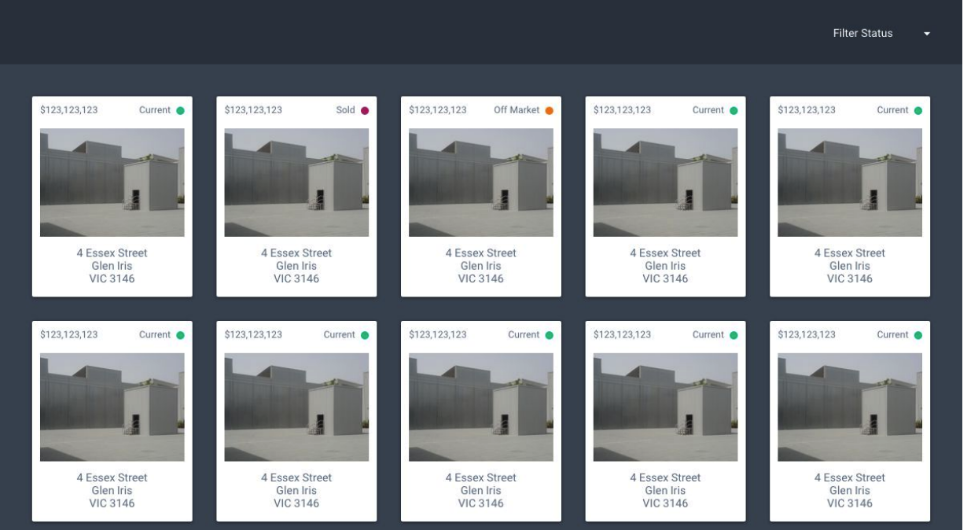 Filter Status
$123,123,123 Current
$123,123,123 Sold
$123,123,123 Off Market
$123,123,123 Current
$123,123,123 Current
4 Essex Street
Glen Iris
VIC 3146
4 Essex Street
Glen Iris
VIC 3146
4 Essex Street
Glen Iris
VIC 3146
4 Essex Street
Glen Iris
VIC 3146
4 Essex Street
Glen Iris
VIC 3146
$123,123,123 Current
$123,123,123 Current
$123,123,123 Current
$123,123,123 Current
$123,123,123 Current
4 Essex Street
Glen Iris
VIC 3146
4 Essex Street
Glen Iris
VIC 3146
4 Essex Street
Glen Iris
VIC 3146
4 Essex Street
Glen Iris
VIC 3146
4 Essex Street
Glen Iris
VIC 3146